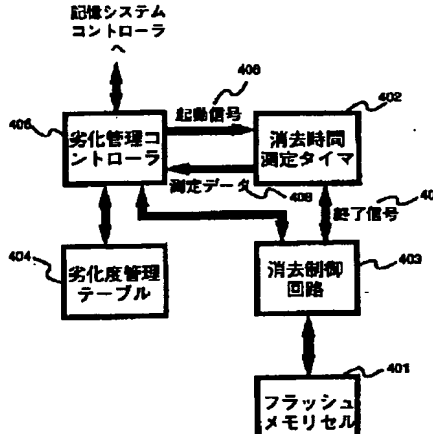 記憶システム
コントローラ
へ
406
起動信号
402
劣化管理コ
ントローラ
消去時間
測定タイマ
測定データ
408
終了信号
404
劣化度管理
テーブル
消去制御
回路
403
401
フラッシュ
メモリセル